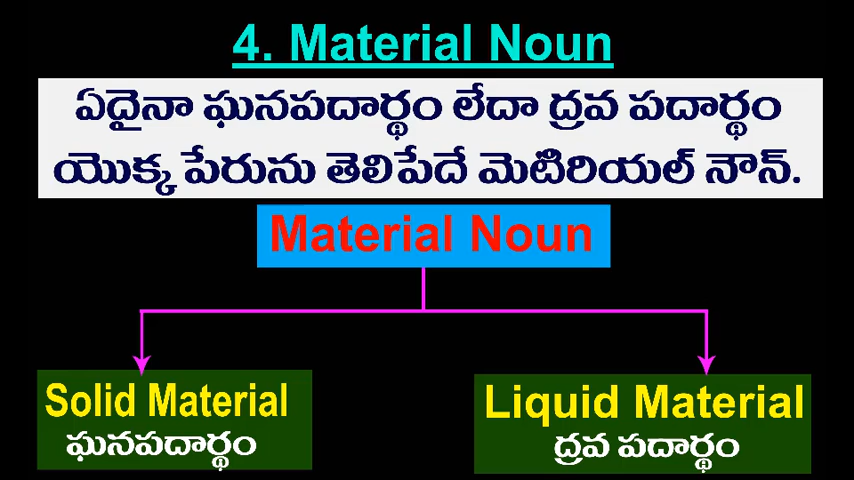 4. Material Noun
ఏదైనా ఘనపదార్థం లేదా ద్రవ పదార్థం
యొక్క పేరును తెలిపేదే మెటిరియల్ నౌన్.
Material Noun
Solid Material
ఘనపదార్థం
Liquid Material
ద్రవ పదార్థం